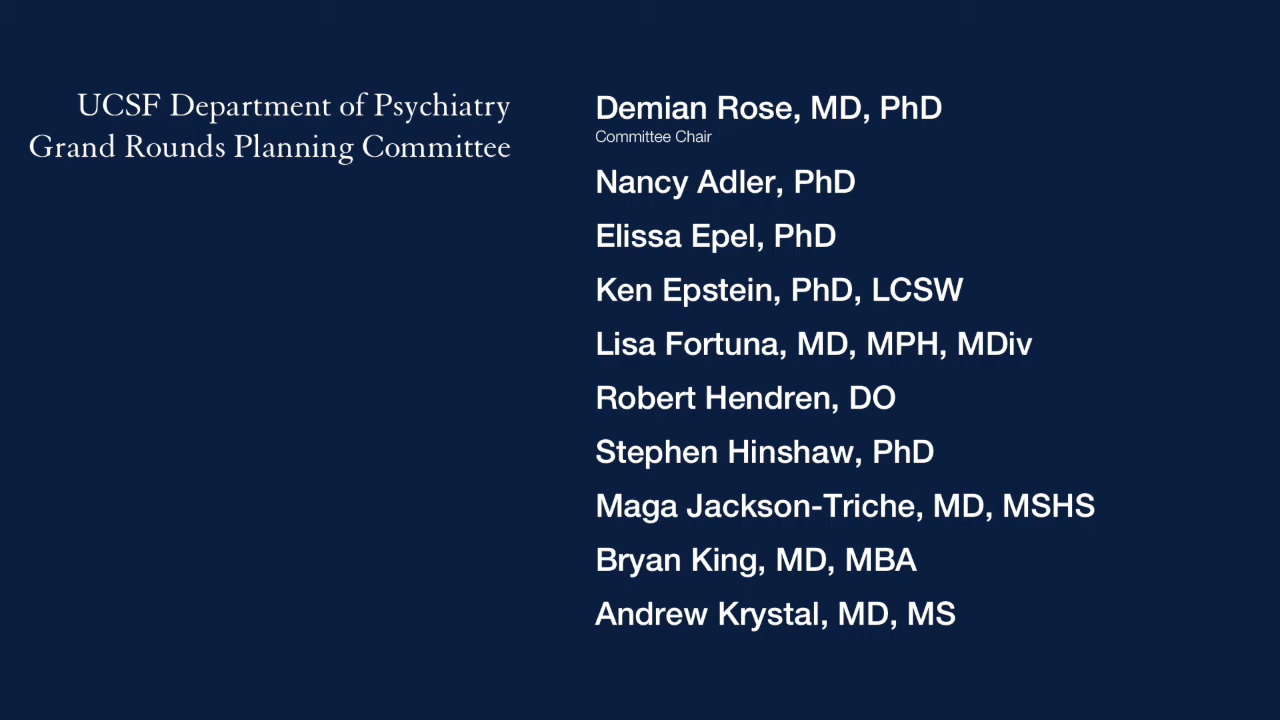 UCSF Department of Psychiatry
Grand Rounds Planning Committee
Demian Rose, MD, PhD
Committee Chair
Nancy Adler, PhD
Elissa Epel, PhD
Ken Epstein, PhD, LCSW
Lisa Fortuna, MD, MPH, MDiv
Robert Hendren, DO
Stephen Hinshaw, PhD
Maga Jackson-Triche, MD, MSHS
Bryan King, MD, MBA
Andrew Krystal, MD, MS